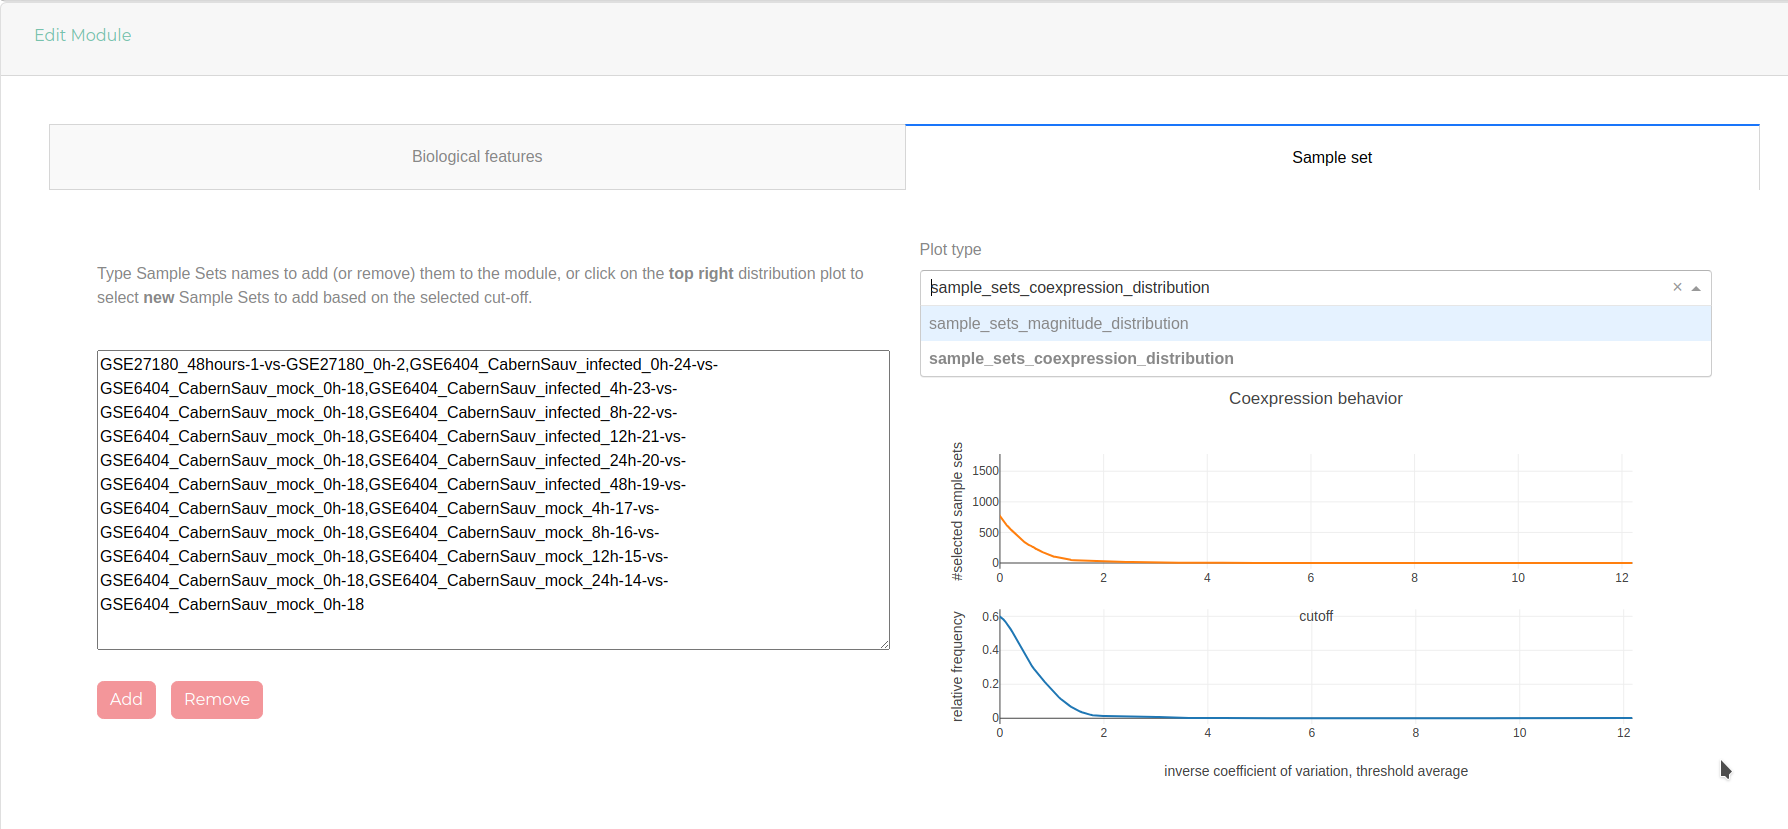 Edit Module
Biological features
Sample set
Type Sample Sets names to add (or remove) them to the module, or click on the top right distribution plot to
select new Sample Sets to add based on the selected cut-off.
GSE27180_48hours-1-vs-GSE27180_0h-2,GSE6404_CabernSauv_infected_0h-24-vs-
GSE6404_CabernSauv_mock_0h-18,GSE6404_CabernSauv_infected_4h-23-vs-
GSE6404_CabernSauv_mock_0h-18,GSE6404_CabernSauv_infected_8h-22-vs-
GSE6404_CabernSauv_mock_0h-18,GSE6404_CabernSauv_infected_12h-21-vs-
GSE6404_CabernSauv_mock_0h-18,GSE6404_CabernSauv_infected_24h-20-vs-
GSE6404_CabernSauv_mock_0h-18,GSE6404_CabernSauv_infected_48h-19-vs-
GSE6404_CabernSauv_mock_0h-18,GSE6404_CabernSauv_mock_4h-17-vs-
GSE6404_CabernSauv_mock_0h-18,GSE6404_CabernSauv_mock_8h-16-vs-
GSE6404_CabernSauv_mock_0h-18,GSE6404_CabernSauv_mock_12h-15-vs-
GSE6404_CabernSauv_mock_0h-18,GSE6404_CabernSauv_mock_24h-14-vs-
GSE6404_CabernSauv_mock_0h-18
Add
Remove
Plot type
sample_sets_coexpression_distribution
×
sample_sets_magnitude_distribution
sample_sets_coexpression_distribution
Coexpression behavior
#selected sample sets
1500
1000
500
0
0 2 4 6 8 10 12
cutoff
relative frequency
0.6
0.4
0.2
0
0 2 4 6 8 10 12
inverse coefficient of variation, threshold average